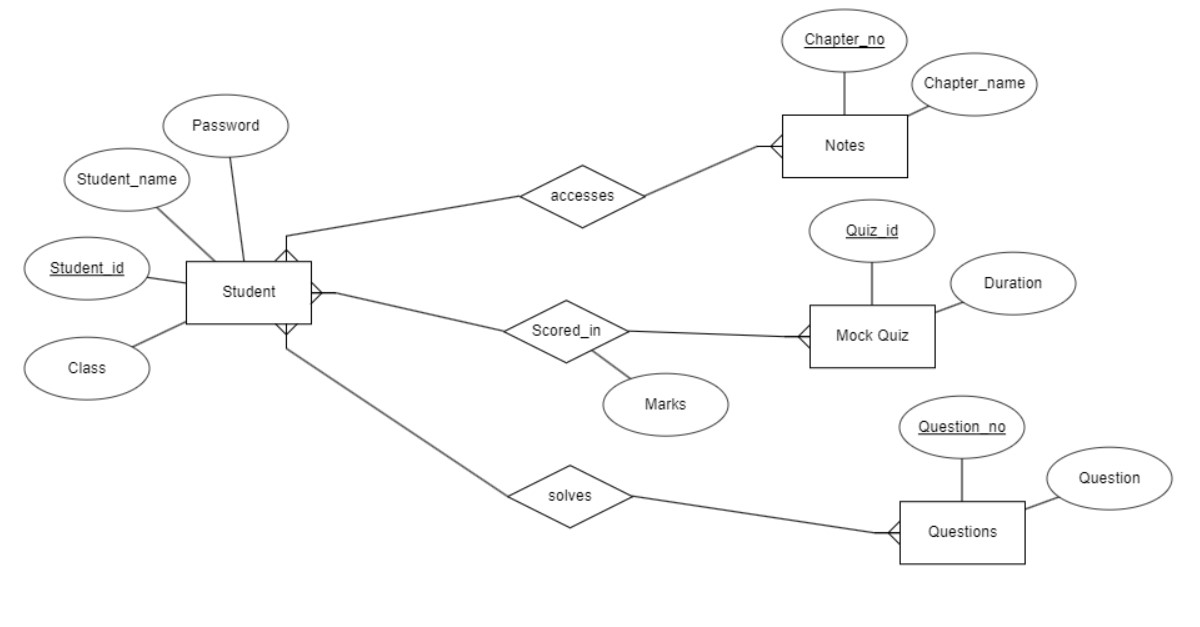 Chapter_no
Chapter_name
Password
Notes
Student_name
accesses
Quiz_id
Student_id
Duration
Student
Scored_in
Mock Quiz
Class
Marks
Question_no
Question
solves
Questions